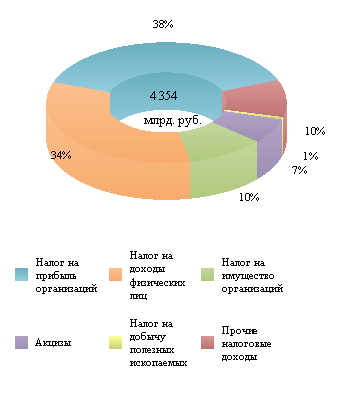 38%
4 354
млрд. руб.
10%
1%
7%
34%
10%
Налог на
прибыль
организаций
Налог на
доходы
физических
лиц
Налог на
имущество
организаций
Акцизы
Налог на
добычу
полезных
ископаемых
Прочие
налоговые
доходы